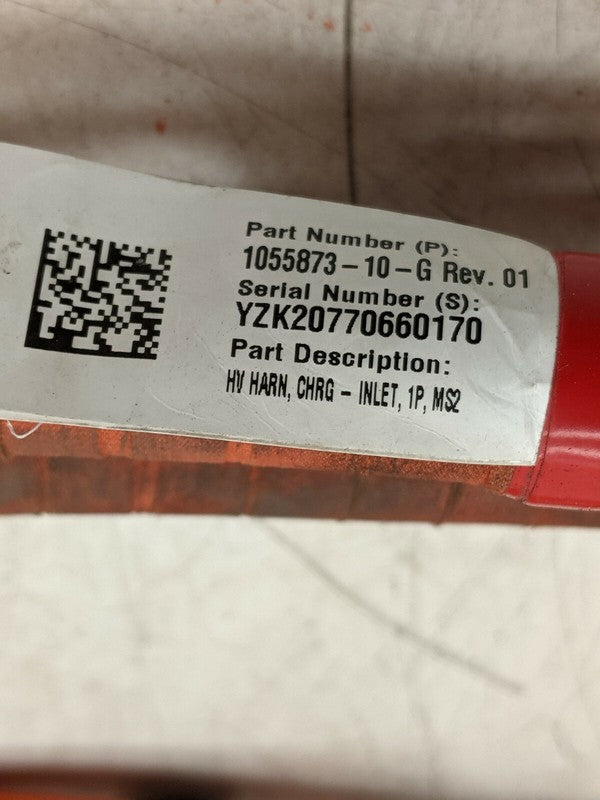 Part Number (P):
1055873-10-G Rev. 01
Serial Number (S):
YZK20770660170
Part Description:
HV HARN, CHRG - INLET, 1P, MS2